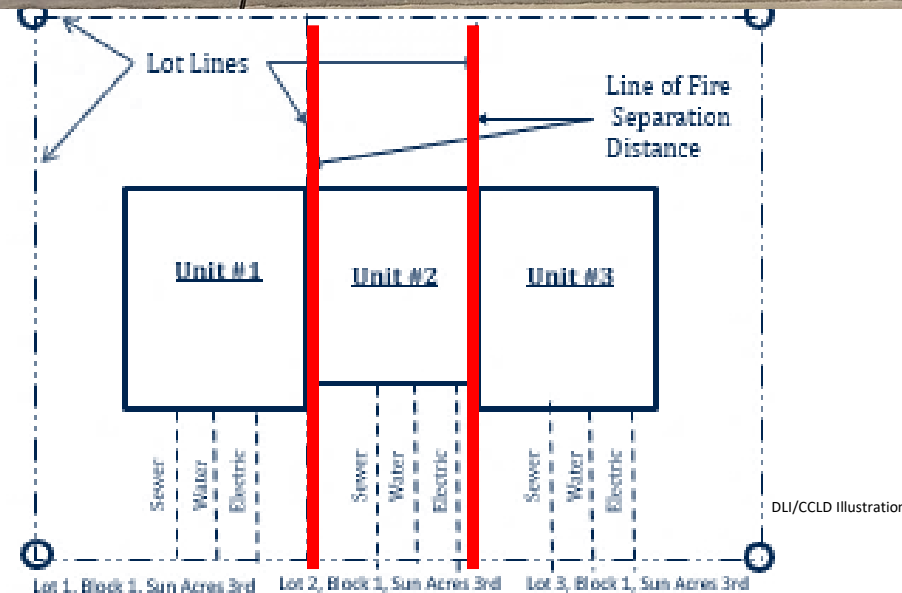 Lot Lines
Line of Fire
Separation
Distance
Unit #1
Unit #2
Unit #3
Sewer
Water
Electric
Sewer
Water
Electric
Sewer
Water
Electric
DLI/CCLD Illustration
Lot 1, Block 1, Sun Acres 3rd
Lot 2, Block 1, Sun Acres 3rd
Lot 3, Block 1, Sun Acres 3rd